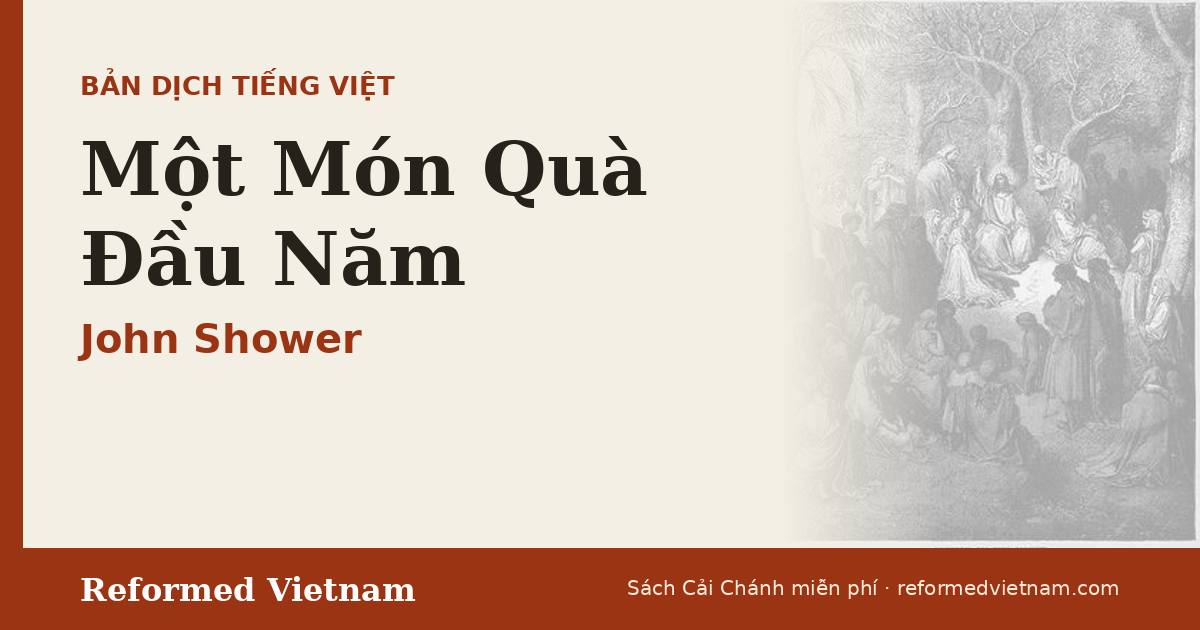 BẢN DỊCH TIẾNG VIỆT
Một Món Quà
Đầu Năm
John Shower
Reformed Vietnam
Sách Cải Chánh miễn phí · reformedvietnam.com